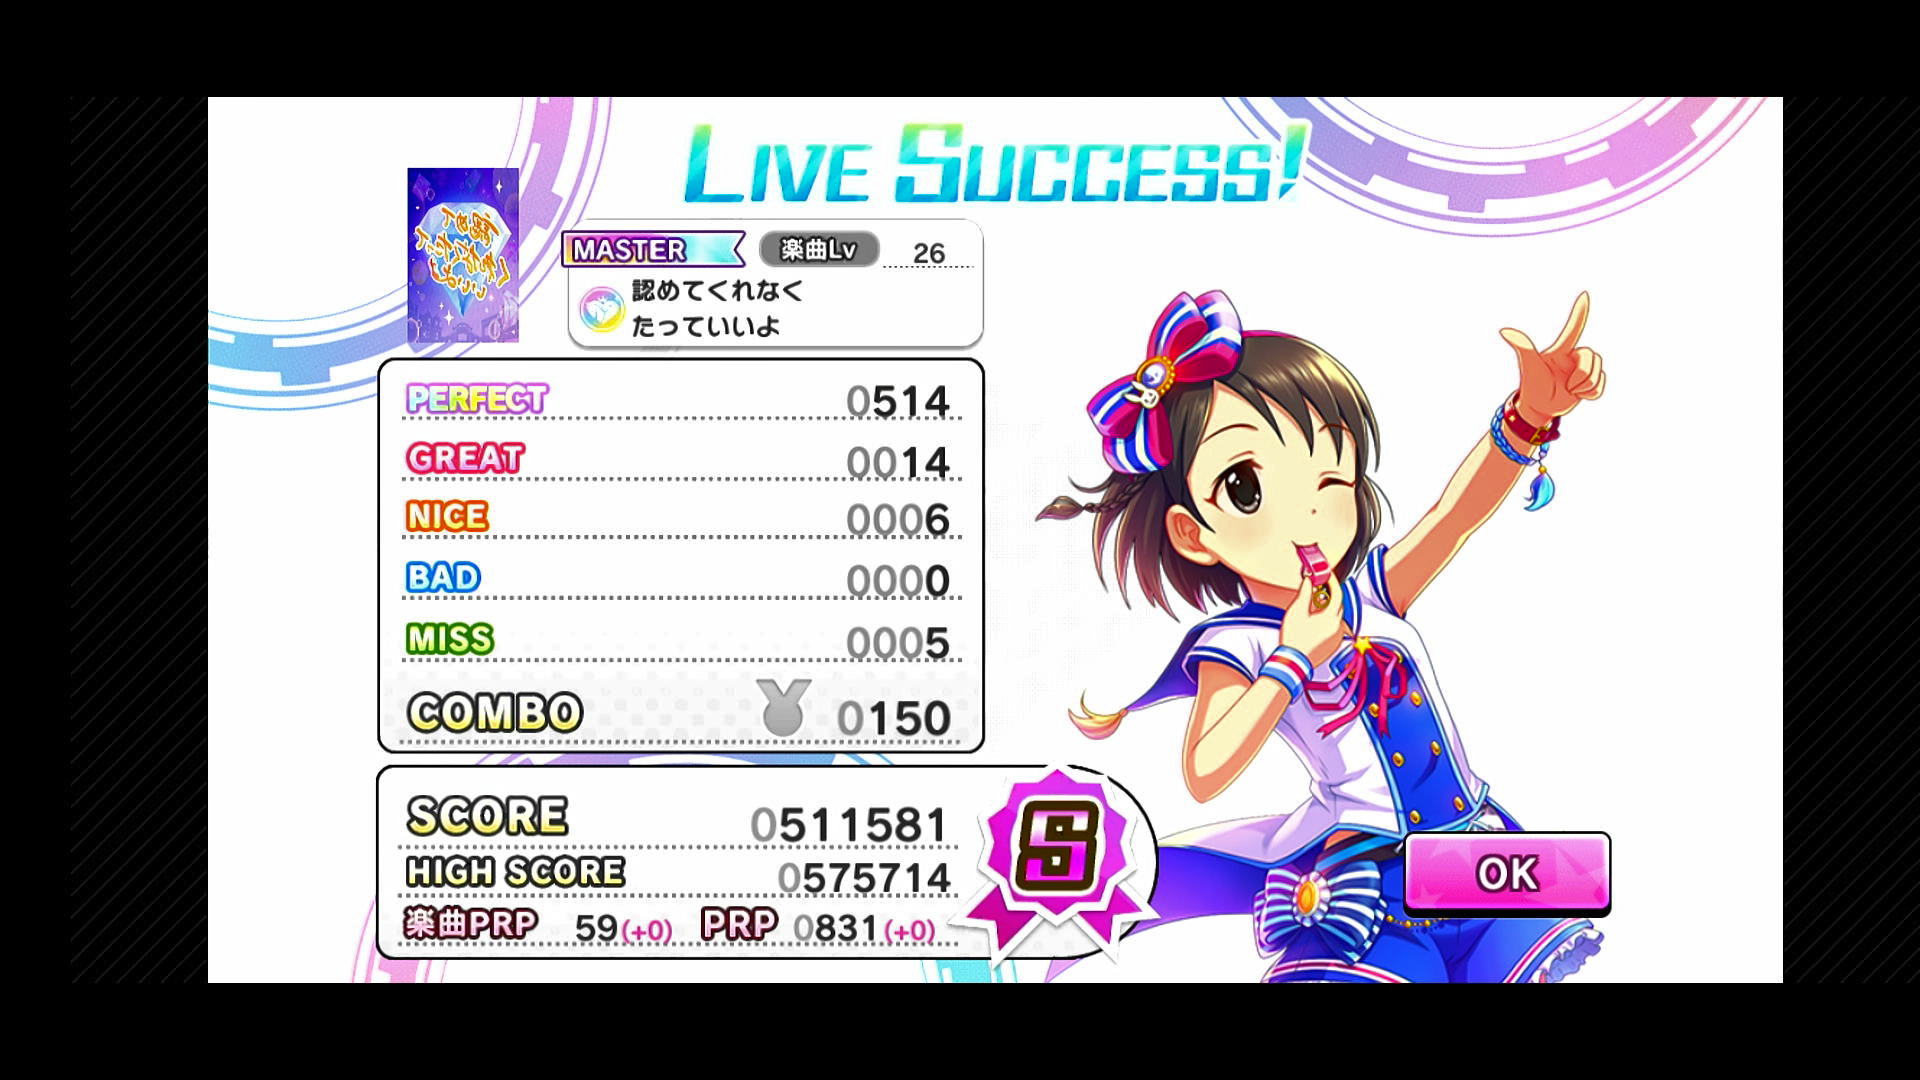 LIVE SUCCESS!
MASTER 楽曲Lv 26
認めてくれなく
たっていいよ
PERFECT 0514
GREAT 0014
NICE 0006
BAD 0000
MISS 0005
COMBO 0150
SCORE 0511581
HIGH SCORE 0575714
楽曲PRP 59(+0) PRP 0831(+0)
S
OK